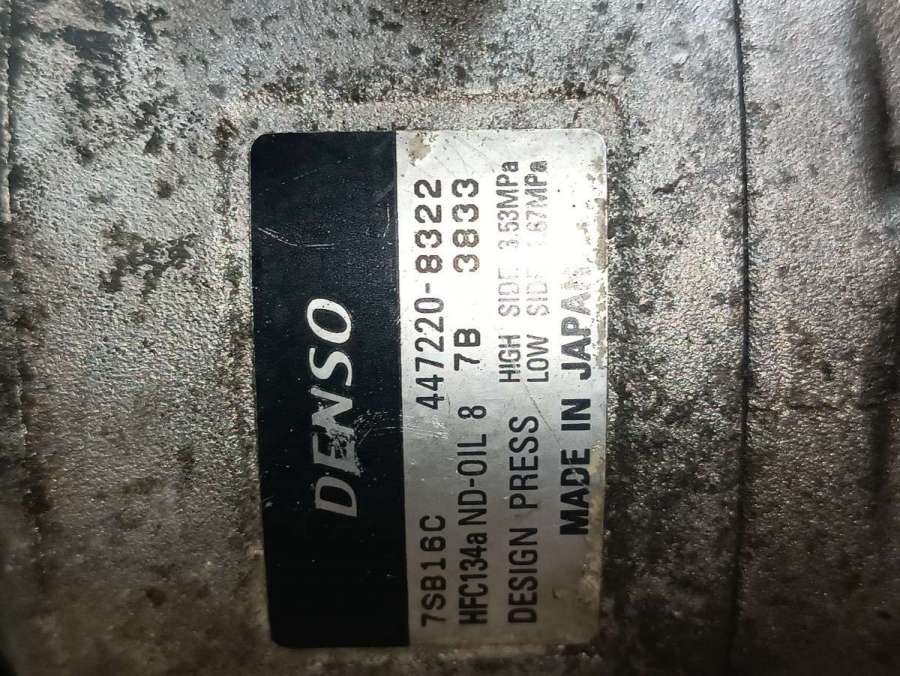 DENSO
7SB16C 447220-8322
HFC134a ND-OIL 8 7B 3833
DESIGN PRESS HIGH SIDE 3.53MPa
LOW SIDE
MADE IN JAPAN